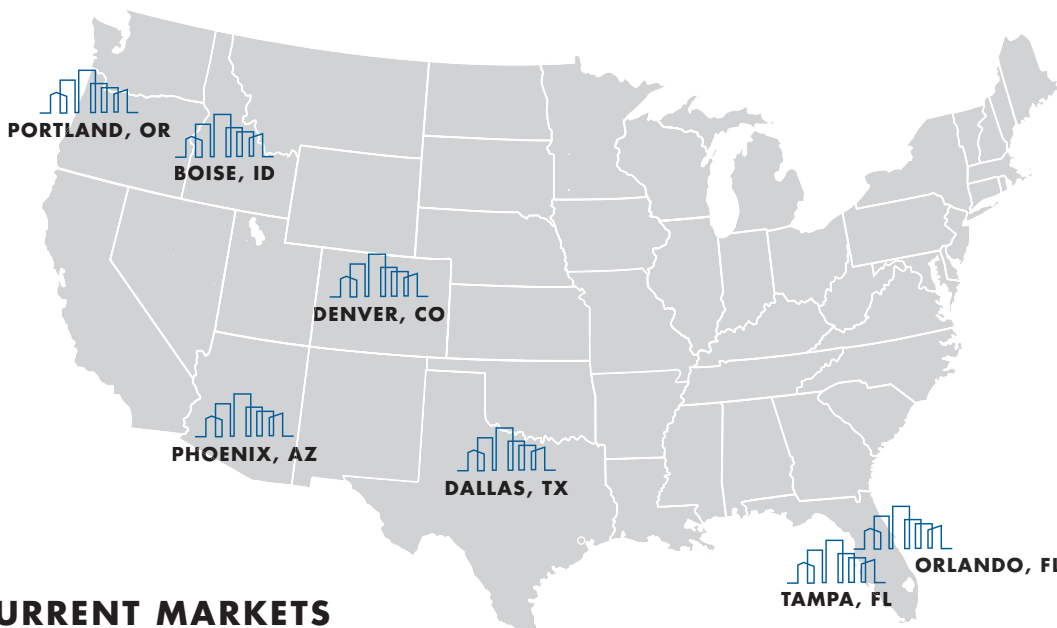 PORTLAND, OR
BOISE, ID
DENVER, CO
PHOENIX, AZ
DALLAS, TX
ORLANDO, FL
TAMPA, FL
URRENT MARKETS